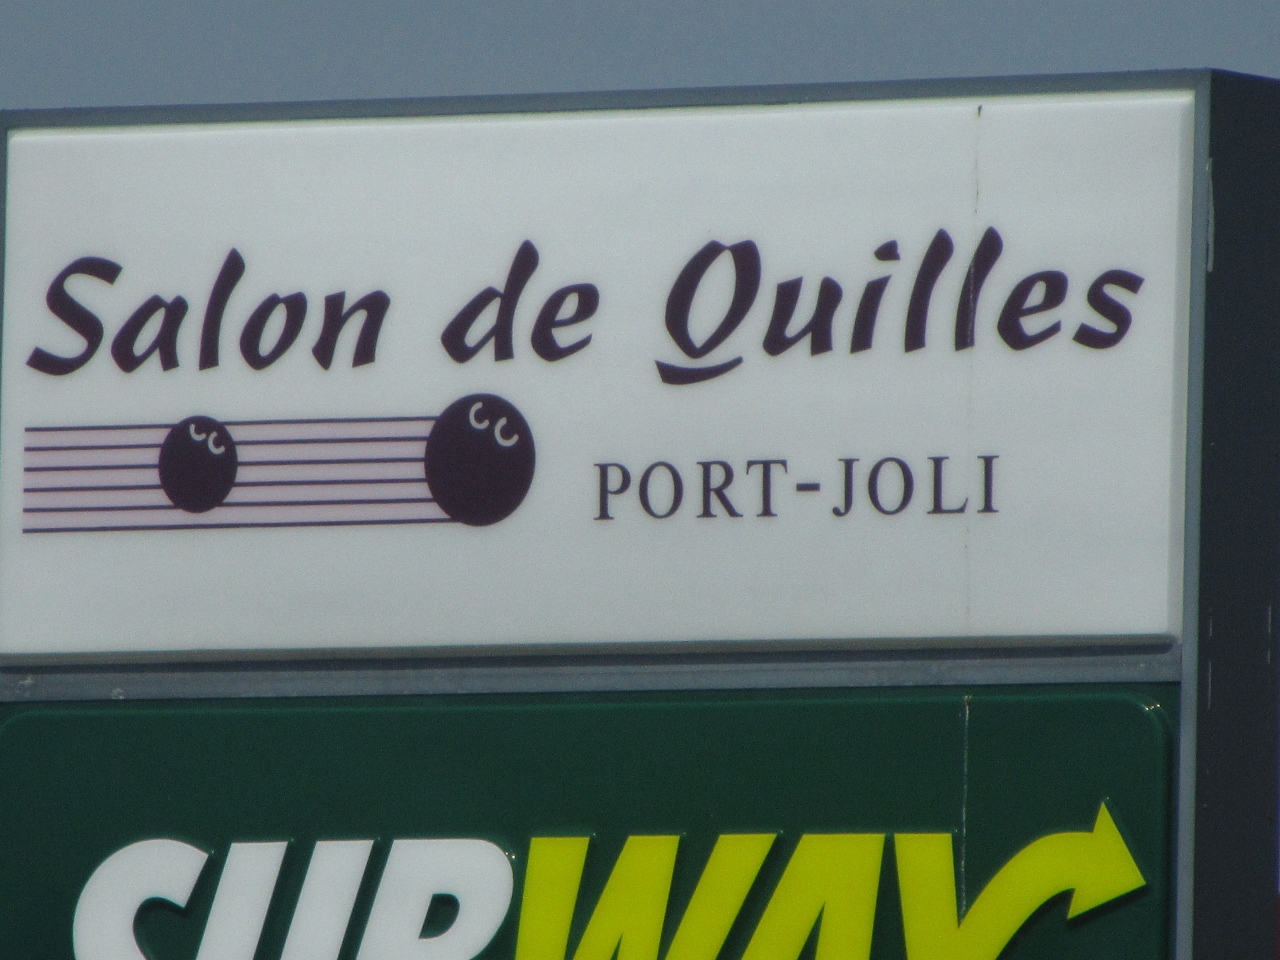 Salon de Quilles
PORT-JOLI
SUBWAY